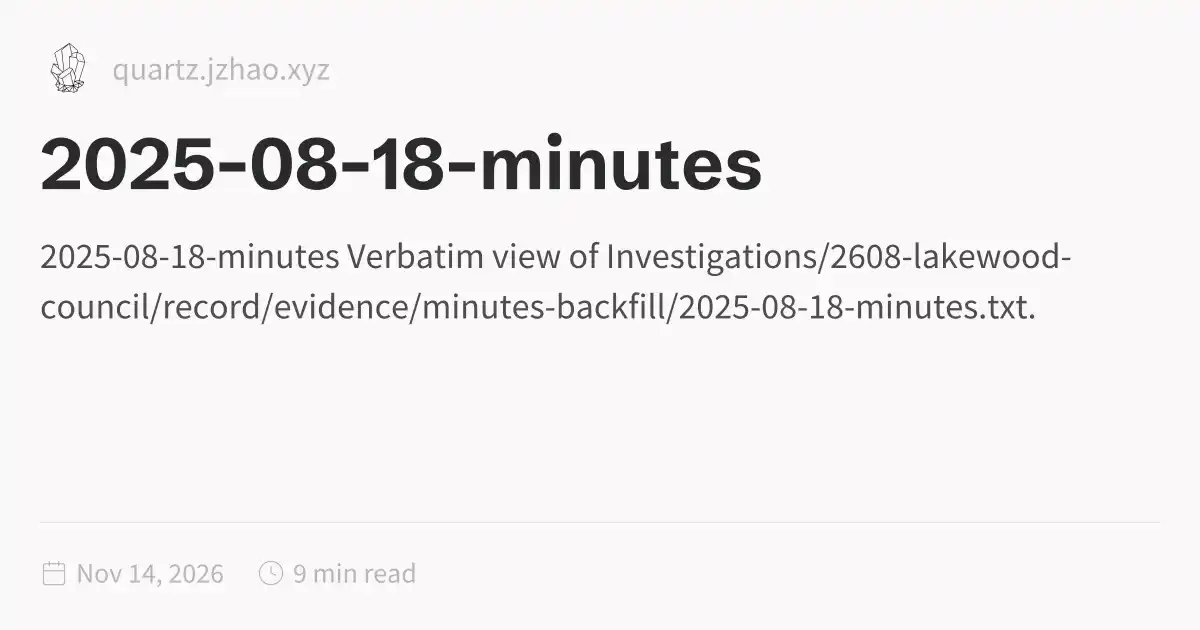 quartz.jzhao.xyz
2025-08-18-minutes
2025-08-18-minutes Verbatim view of Investigations/2608-lakewood-
council/record/evidence/minutes-backfill/2025-08-18-minutes.txt.
Nov 14, 2026
9 min read